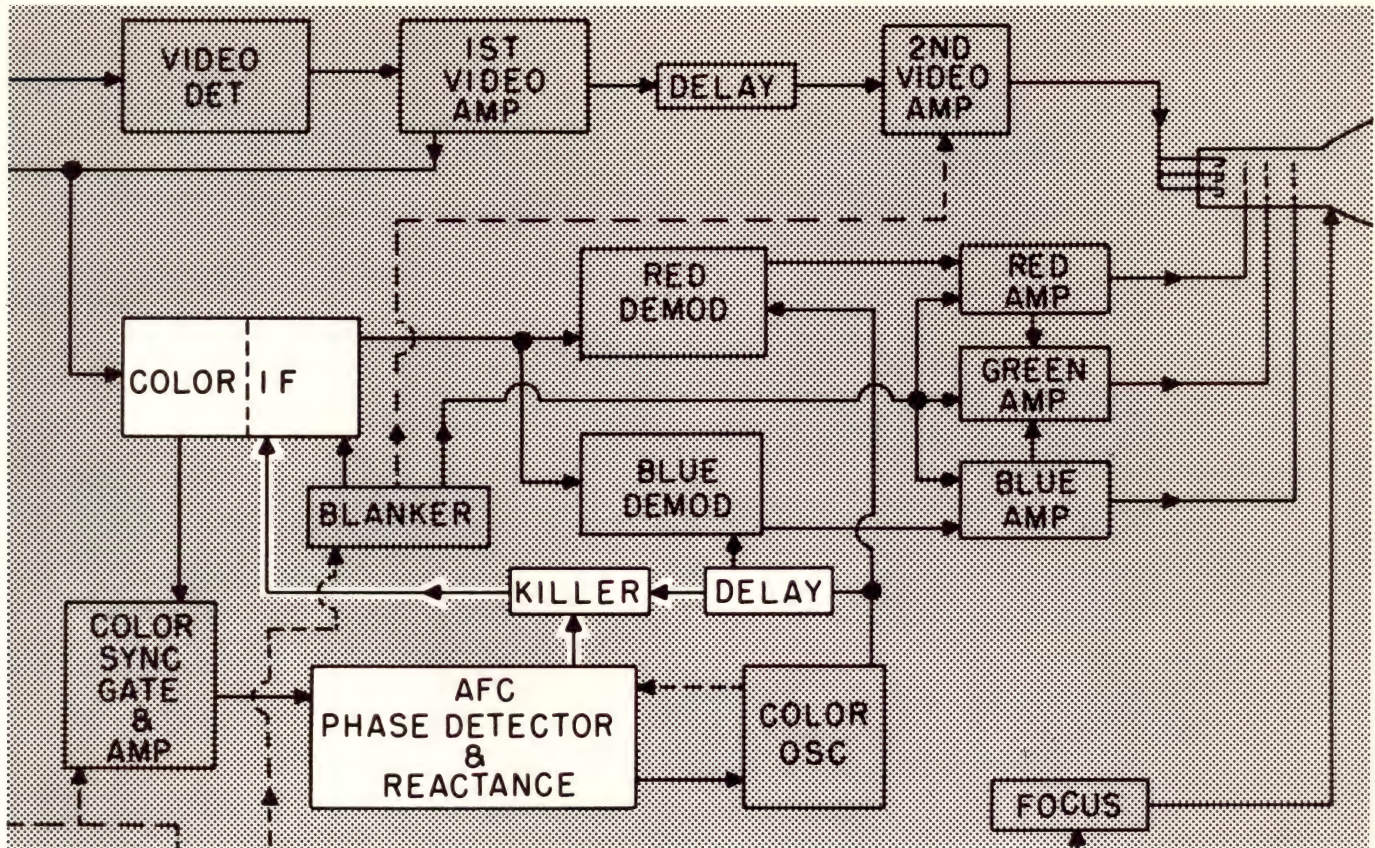 VIDEO
DET
1ST
VIDEO
AMP
DELAY
2ND
VIDEO
AMP
RED
DEMOD
RED
AMP
COLOR IF
GREEN
AMP
BLUE
DEMOD
BLUE
AMP
BLANKER
KILLER
DELAY
COLOR
SYNC
GATE
&
AMP
AFC
PHASE DETECTOR
&
REACTANCE
COLOR
OSC
FOCUS